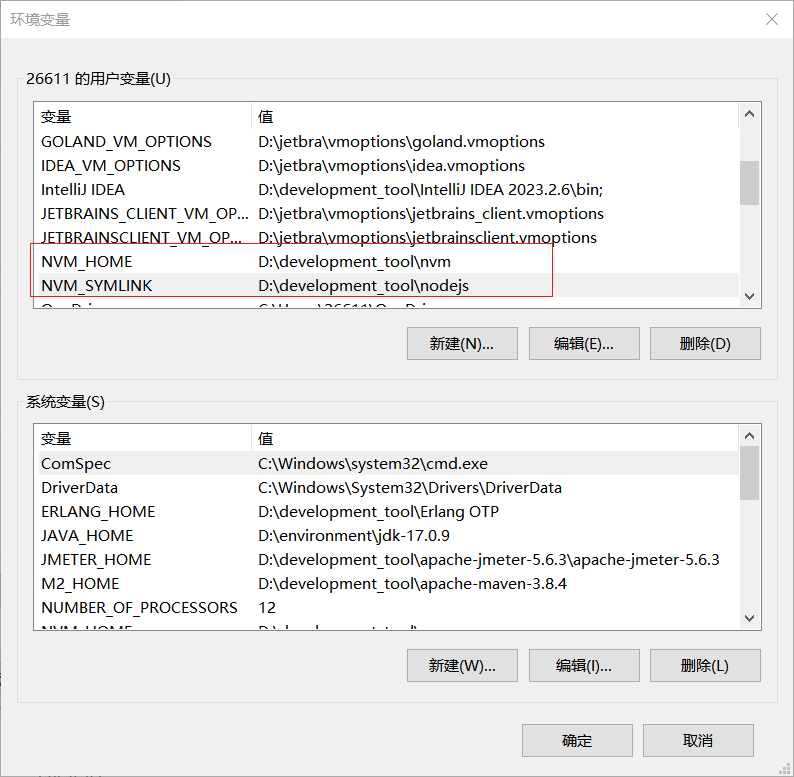 环境变量
26611 的用户变量(U)
变量 值
GOLAND_VM_OPTIONS D:\jetbra\vmoptions\goland.vmoptions
IDEA_VM_OPTIONS D:\jetbra\vmoptions\idea.vmoptions
IntelliJ IDEA D:\development_tool\IntelliJ IDEA 2023.2.6\bin;
JETBRAINS_CLIENT_VM_OP... D:\jetbra\vmoptions\jetbrains_client.vmoptions
JETBRAINSCLIENT_VM_OP... D:\jetbra\vmoptions\jetbrainsclient.vmoptions
NVM_HOME D:\development_tool\nvm
NVM_SYMLINK D:\development_tool\nodejs
新建(N)... 编辑(E)... 删除(D)
系统变量(S)
变量 值
ComSpec C:\Windows\system32\cmd.exe
DriverData C:\Windows\System32\Drivers\DriverData
ERLANG_HOME D:\development_tool\Erlang OTP
JAVA_HOME D:\environment\jdk-17.0.9
JMETER_HOME D:\development_tool\apache-jmeter-5.6.3\apache-jmeter-5.6.3
M2_HOME D:\development_tool\apache-maven-3.8.4
NUMBER_OF_PROCESSORS 12
NVM_HOME
新建(W)... 编辑(I)... 删除(L)
确定 取消